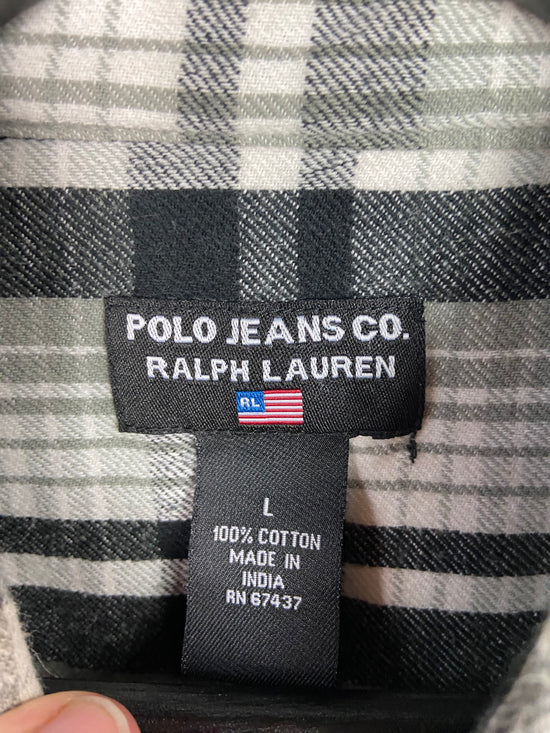 POLO JEANS CO.
RALPH LAUREN
RL
L
100% COTTON
MADE IN
INDIA
RN 67437